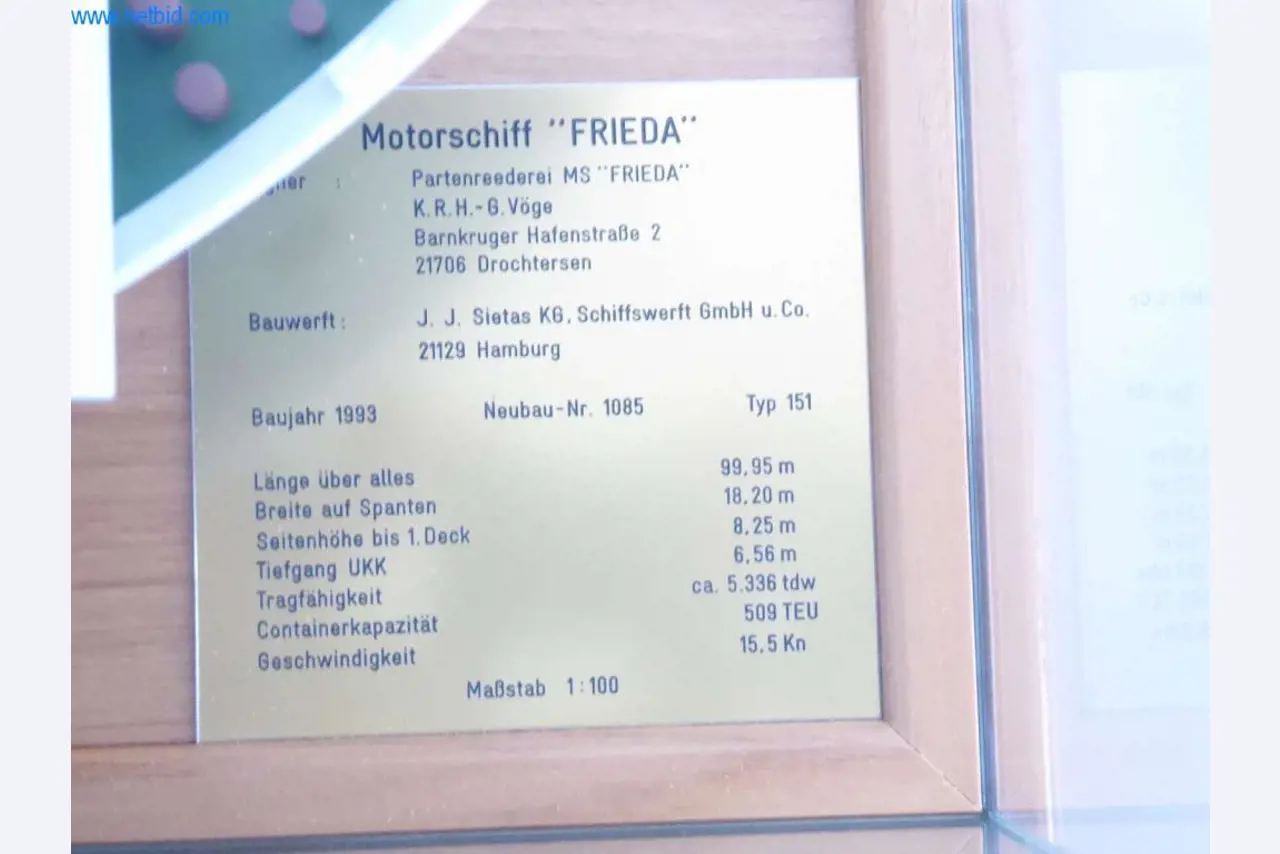 www.netbid.com
Motorschiff "FRIEDA"
: Partenreederei MS "FRIEDA"
K.R.H.-G.Vöge
Barnkruger Hafenstraße 2
21706 Drochtersen
Bauwerft: J. J. Sietas KG, Schiffswerft GmbH u. Co.
21129 Hamburg
Baujahr 1993 Neubau-Nr. 1085 Typ 151
Länge über alles 99,95 m
Breite auf Spanten 18,20 m
Seitenhöhe bis 1. Deck 8,25 m
Tiefgang UKK 6,56 m
Tragfähigkeit ca. 5.336 tdw
Containerkapazität 509 TEU
Geschwindigkeit 15,5 Kn
Maßstab 1:100